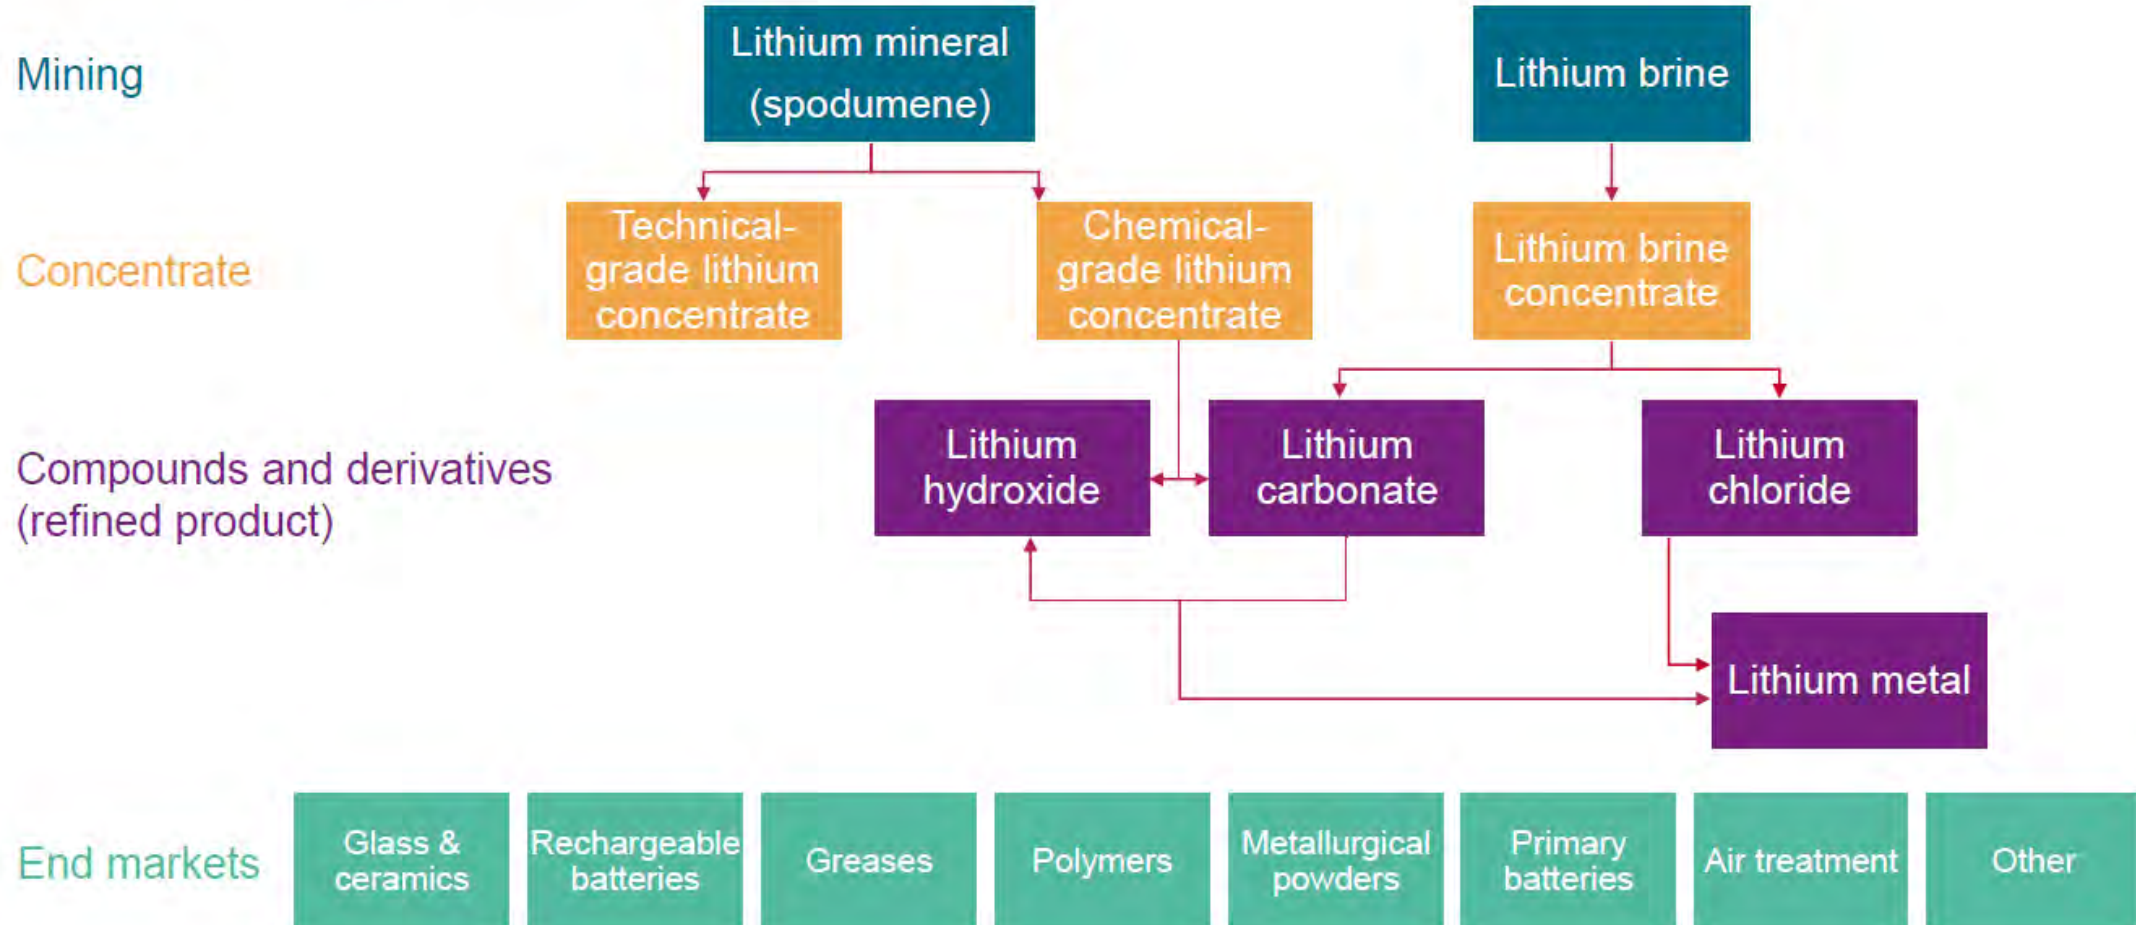 Mining
Lithium mineral
(spodumene)
Lithium brine
Concentrate
Technical-
grade lithium
concentrate
Chemical-
grade lithium
concentrate
Lithium brine
concentrate
Compounds and derivatives
(refined product)
Lithium
hydroxide
Lithium
carbonate
Lithium
chloride
Lithium metal
End markets
Glass &
ceramics
Rechargeable
batteries
Greases
Polymers
Metallurgical
powders
Primary
batteries
Air treatment
Other